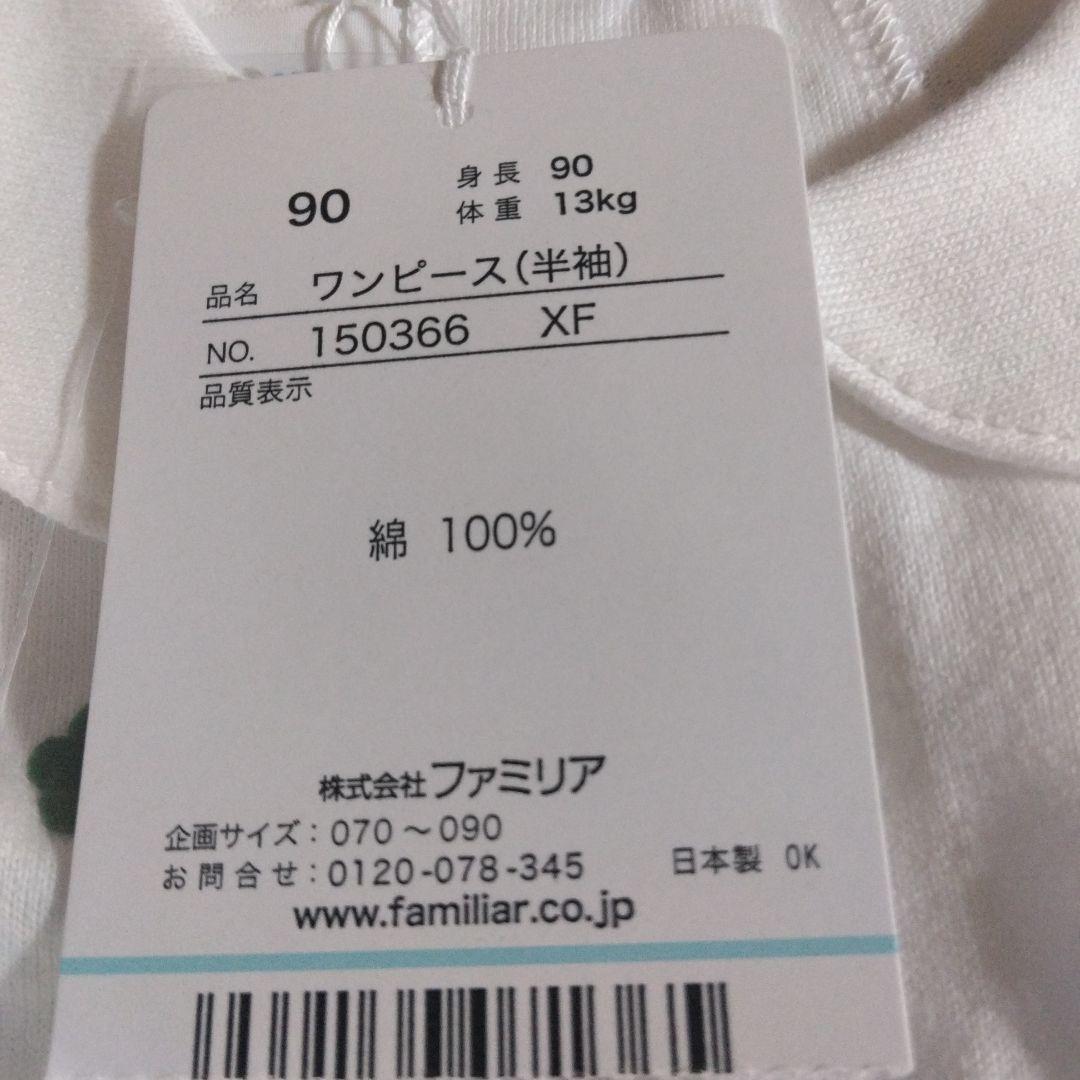 90
身長 90
体重 13kg
品名 ワンピース(半袖)
NO. 150366 XF
品質表示
綿 100%
株式会社ファミリア
企画サイズ：070～090
お問合せ：0120-078-345
日本製 OK
www.familiar.co.jp